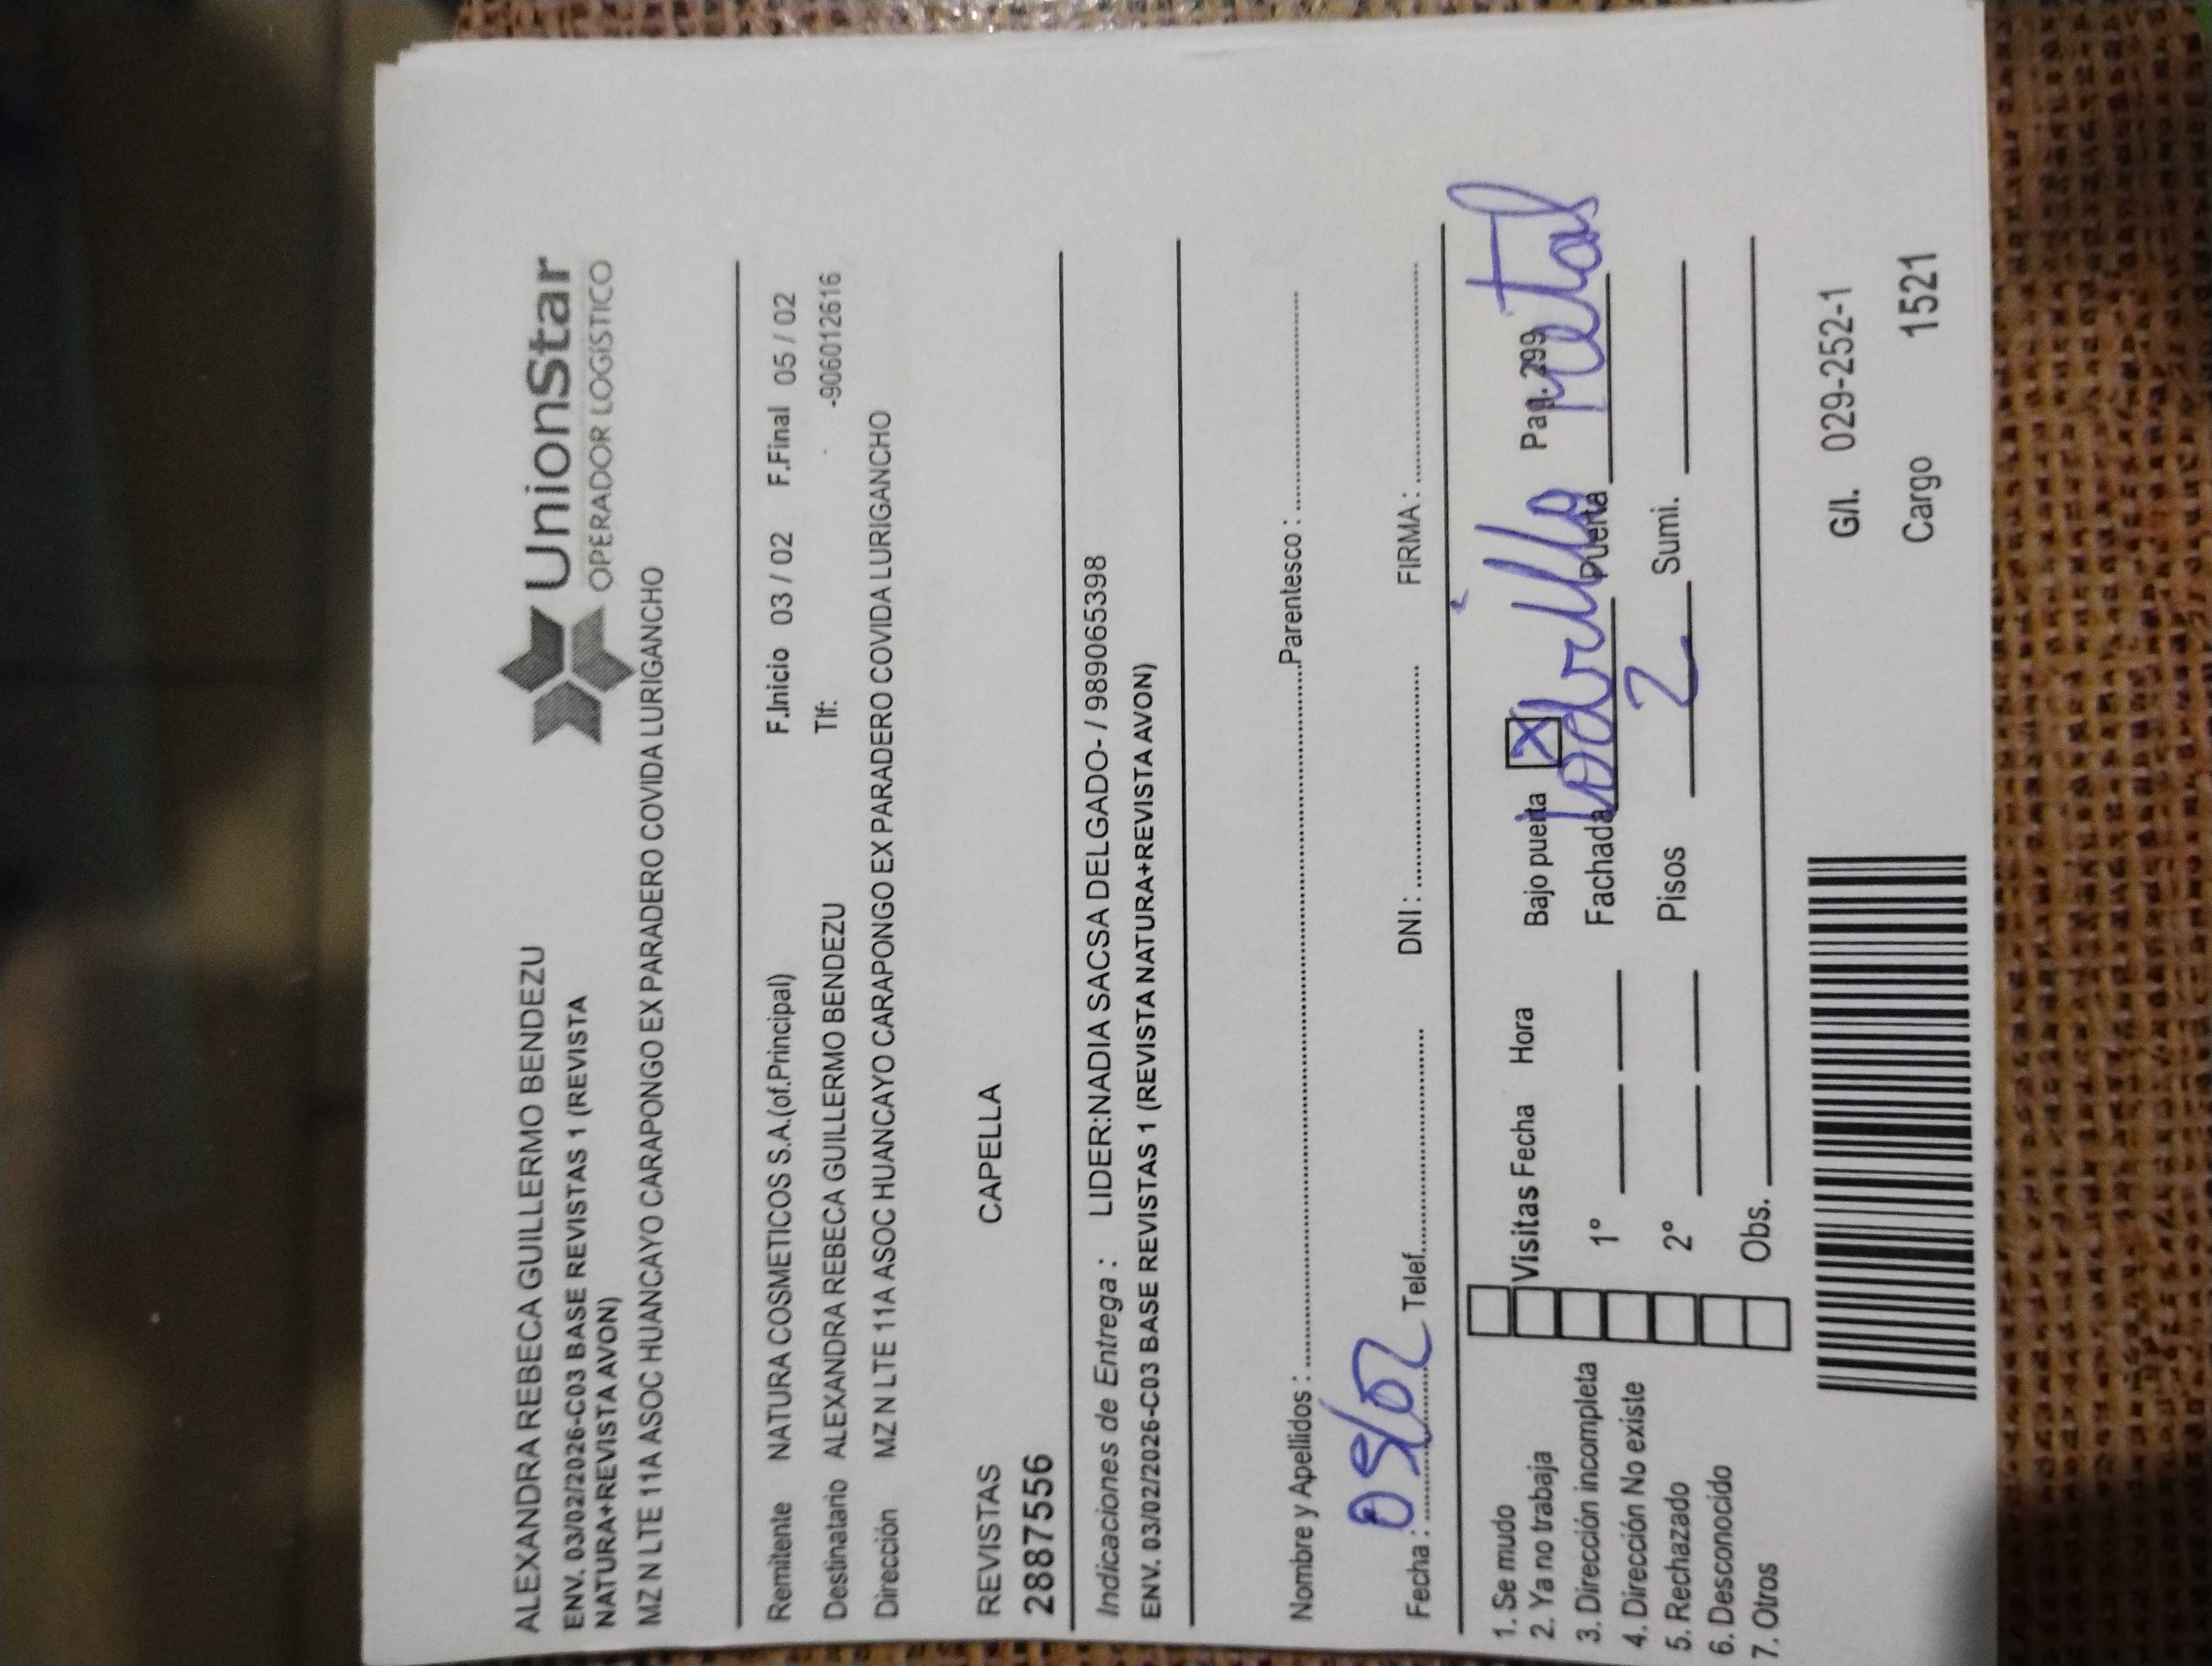 ALEXANDRA REBECA GUILLERMO BENDEZU
ENV. 03/02/2026-C03 BASE REVISTAS 1 (REVISTA
NATURA+REVISTA AVON)
MZ N LTE 11A ASOC HUANCAYO CARAPONGO EX PARADERO COVIDA LURIGANCHO
UnionStar
OPERADOR LOGÍSTICO
Remitente NATURA COSMETICOS S.A.(of.Principal) F.Inicio 03 / 02 F.Final 05 / 02
Destinatario ALEXANDRA REBECA GUILLERMO BENDEZU Tlf: -906012616
Dirección MZ N LTE 11A ASOC HUANCAYO CARAPONGO EX PARADERO COVIDA LURIGANCHO
REVISTAS CAPELLA
2887556
Indicaciones de Entrega : LIDER:NADIA SACSA DELGADO- / 989065398
ENV. 03/02/2026-C03 BASE REVISTAS 1 (REVISTA NATURA+REVISTA AVON)
Nombre y Apellidos : Parentesco :
Fecha : 05/02 Telef. DNI : FIRMA :
1. Se mudo
2. Ya no trabaja
3. Dirección incompleta
4. Dirección No existe
5. Rechazado
6. Desconocido
7. Otros
Visitas Fecha Hora Bajo puerta X Pag. 299
1º Fachada ladrillo Puerta metal
2º Pisos 2 Sumi.
Obs.
G/I. 029-252-1
Cargo 1521